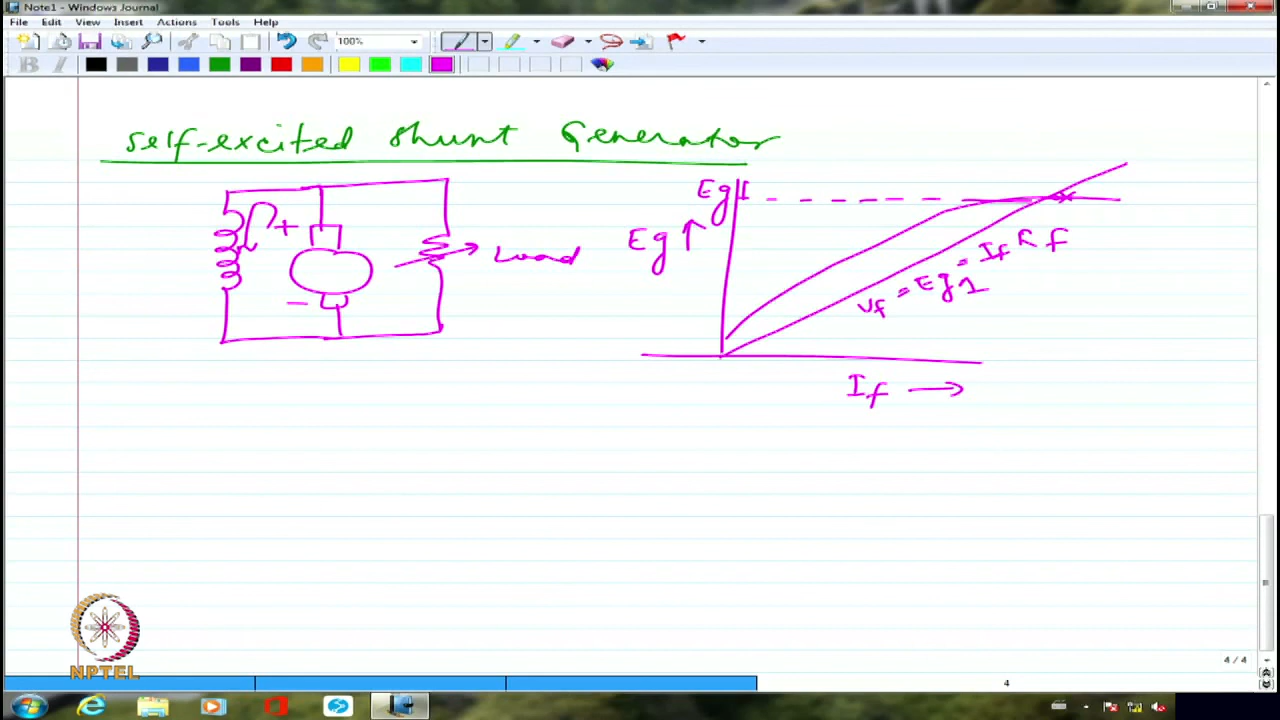 Note1 - Windows Journal
File Edit View Insert Actions Tools Help
100%
B I
Self-excited Shunt Generator
+
-
Load
Eg1
Eg ↑
Vf = Eg1 = If Rf
If →
NPTEL
4 / 4
4